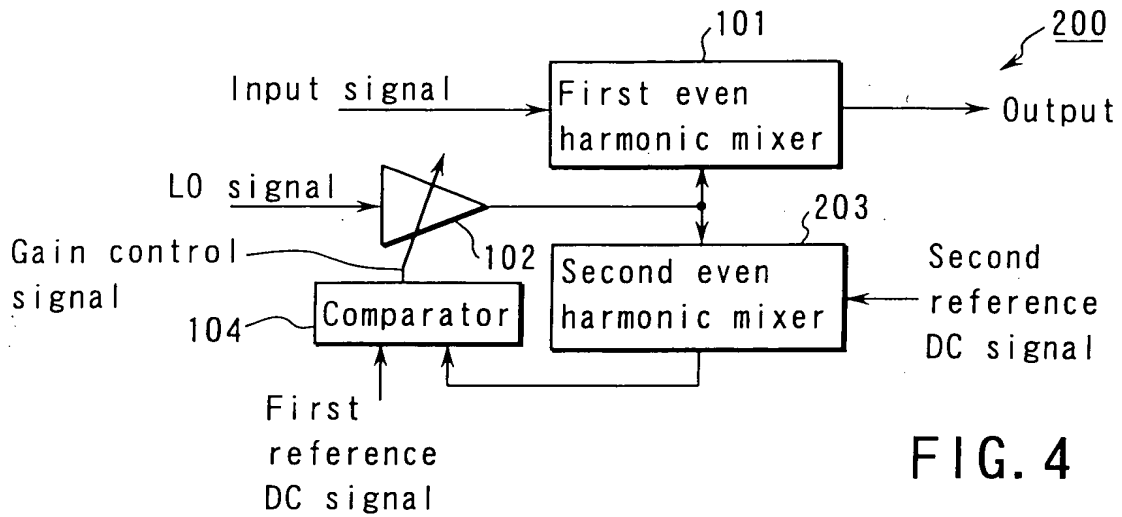 101
200
Input signal
First even
harmonic mixer
Output
LO signal
102
203
Gain control
signal
Second even
harmonic mixer
Second
reference
DC signal
104
Comparator
First
reference
DC signal
FIG. 4